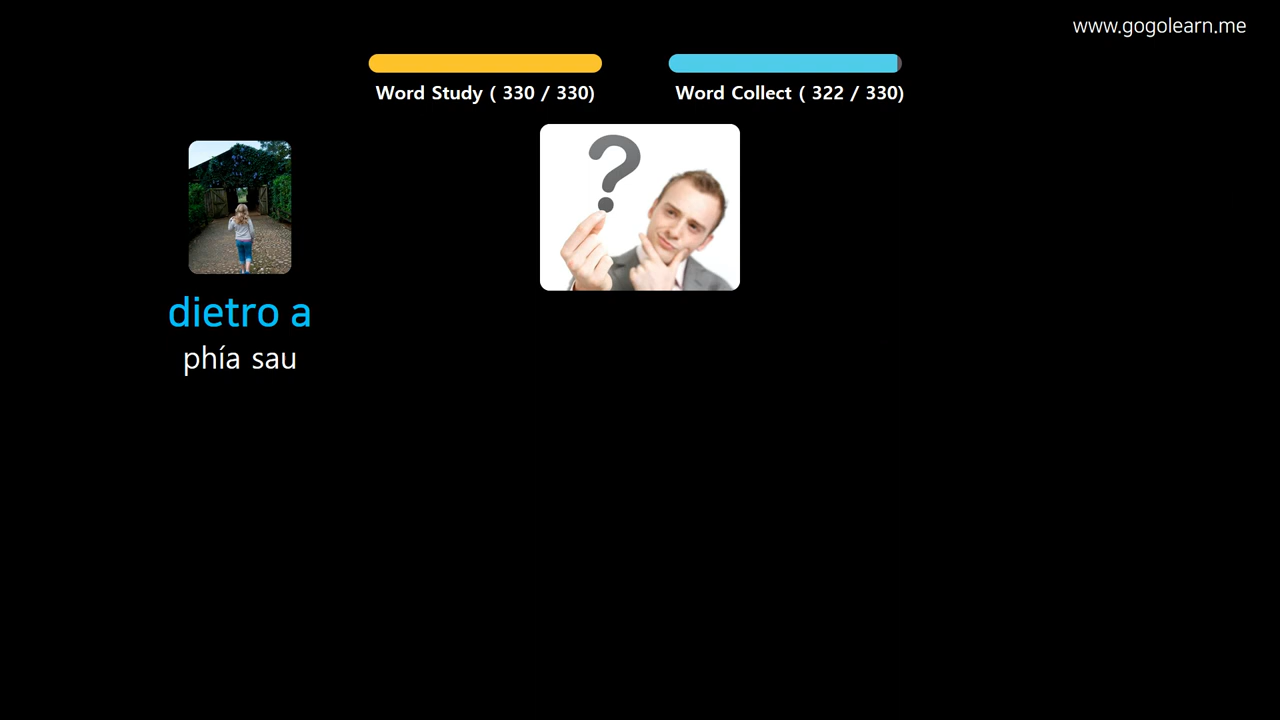 www.gogolearn.me
Word Study ( 330 / 330)
Word Collect ( 322 / 330)
dietro a
phía sau